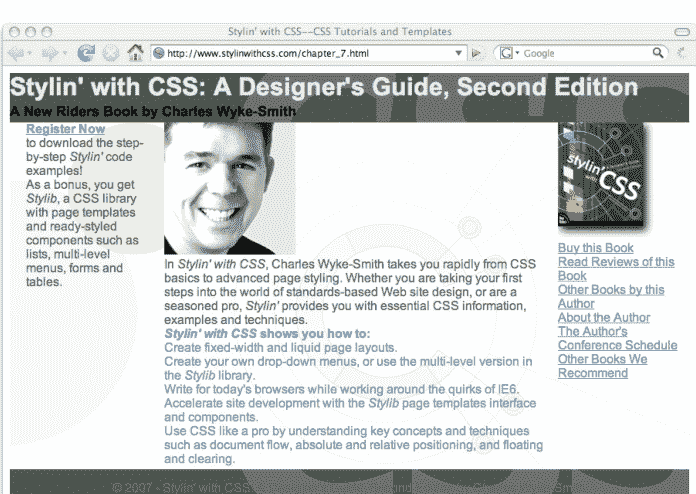 Stylin' with CSS--CSS Tutorials and Templates
http://www.stylinwithcss.com/chapter_7.html
Google
Stylin' with CSS: A Designer's Guide, Second Edition
A New Riders Book by Charles Wyke-Smith
Register Now
to download the step-
by-step Stylin' code
examples!
As a bonus, you get
Stylib, a CSS library
with page templates
and ready-styled
components such as
lists, multi-level
menus, forms and
tables.
In Stylin' with CSS, Charles Wyke-Smith takes you rapidly from CSS
basics to advanced page styling. Whether you are taking your first
steps into the world of standards-based Web site design, or are a
seasoned pro, Stylin' provides you with essential CSS information,
examples and techniques.
Stylin' with CSS shows you how to:
Create fixed-width and liquid page layouts.
Create your own drop-down menus, or use the multi-level version in
the Stylib library.
Write for today's browsers while working around the quirks of IE6.
Accelerate site development with the Stylib page templates interface
and components.
Use CSS like a pro by understanding key concepts and techniques
such as document flow, absolute and relative positioning, and floating
and clearing.
stylin'
with
CSS
Buy this Book
Read Reviews of this
Book
Other Books by this
Author
About the Author
The Author's
Conference Schedule
Other Books We
Recommend
© 2007 - Stylin' with CSS